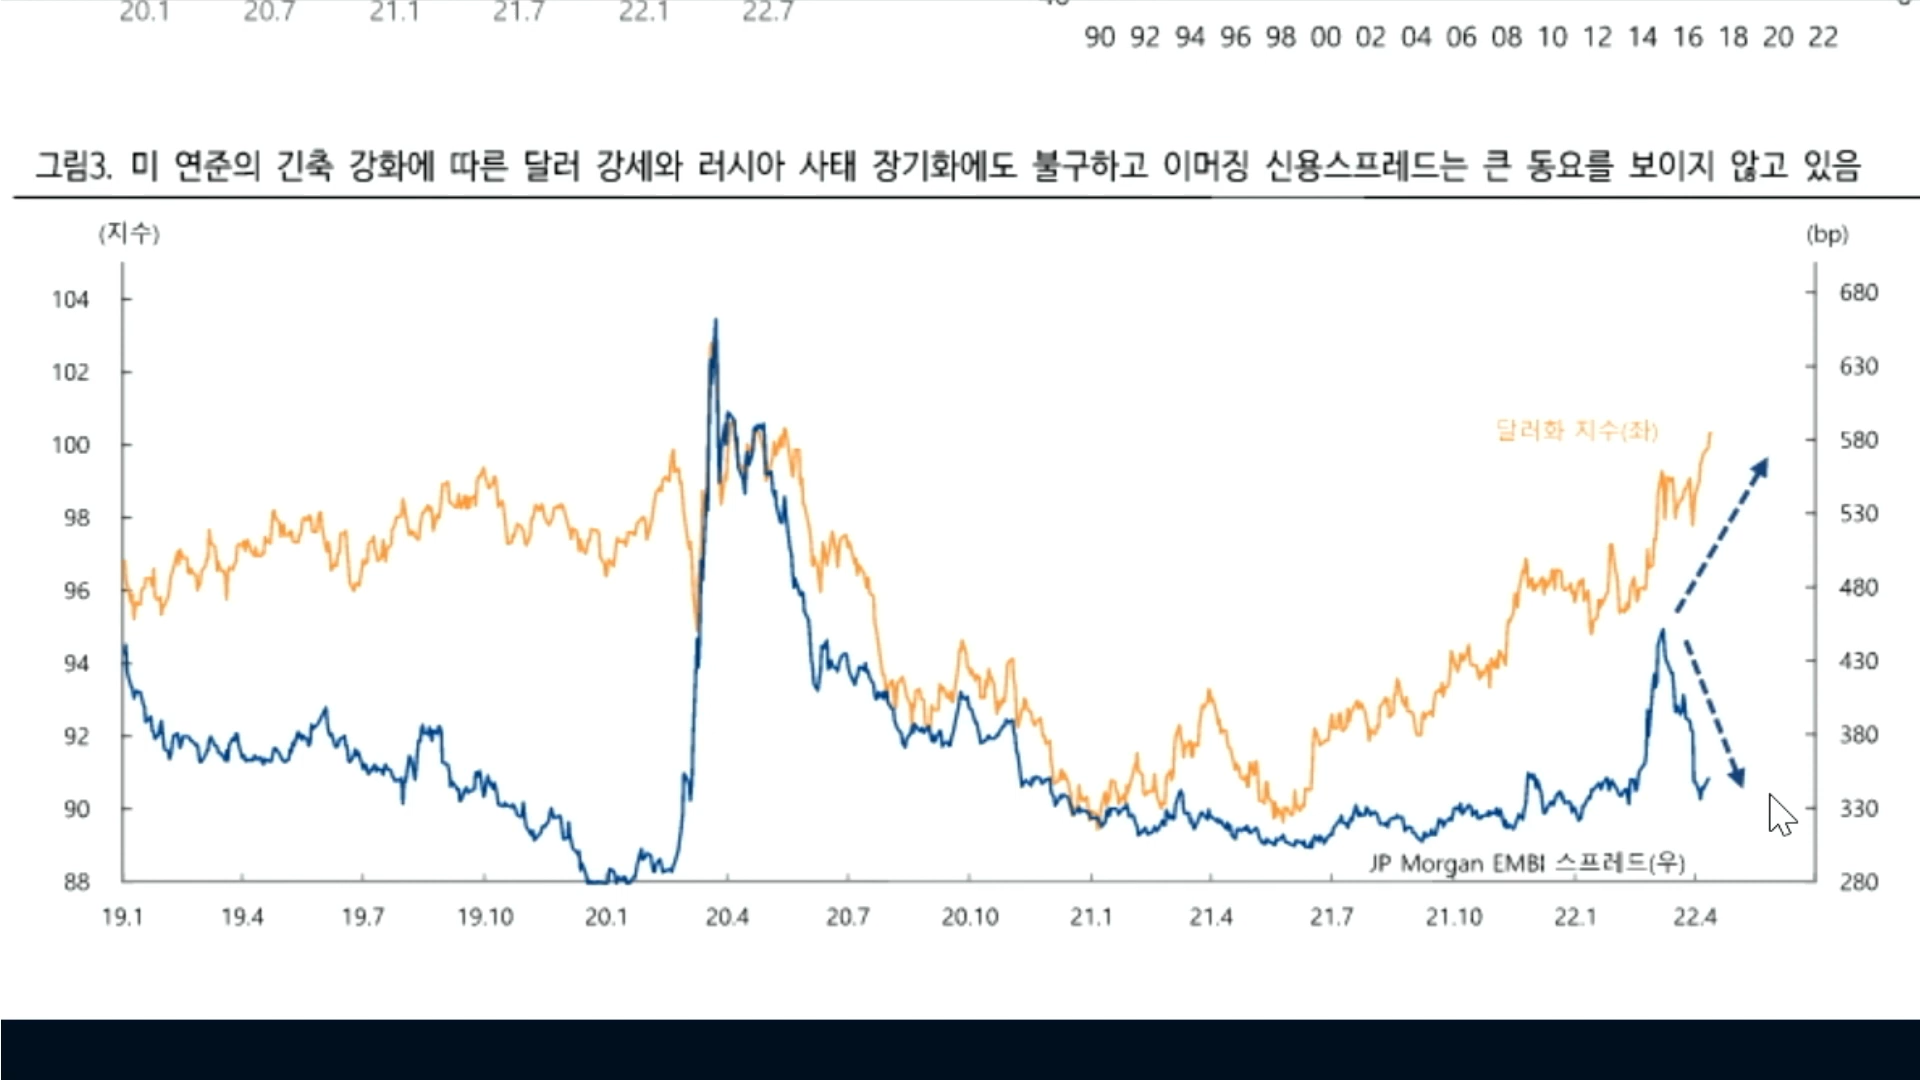 20.1 20.7 21.1 21.7 22.1 22.7
90 92 94 96 98 00 02 04 06 08 10 12 14 16 18 20 22
그림3. 미 연준의 긴축 강화에 따른 달러 강세와 러시아 사태 장기화에도 불구하고 이머징 신용스프레드는 큰 동요를 보이지 않고 있음
(지수) (bp)
104 680
102 630
달러화 지수(좌)
100 580
98 530
96 480
94 430
92 380
90 330
JP Morgan EMBI 스프레드(우)
88 280
19.1 19.4 19.7 19.10 20.1 20.4 20.7 20.10 21.1 21.4 21.7 21.10 22.1 22.4